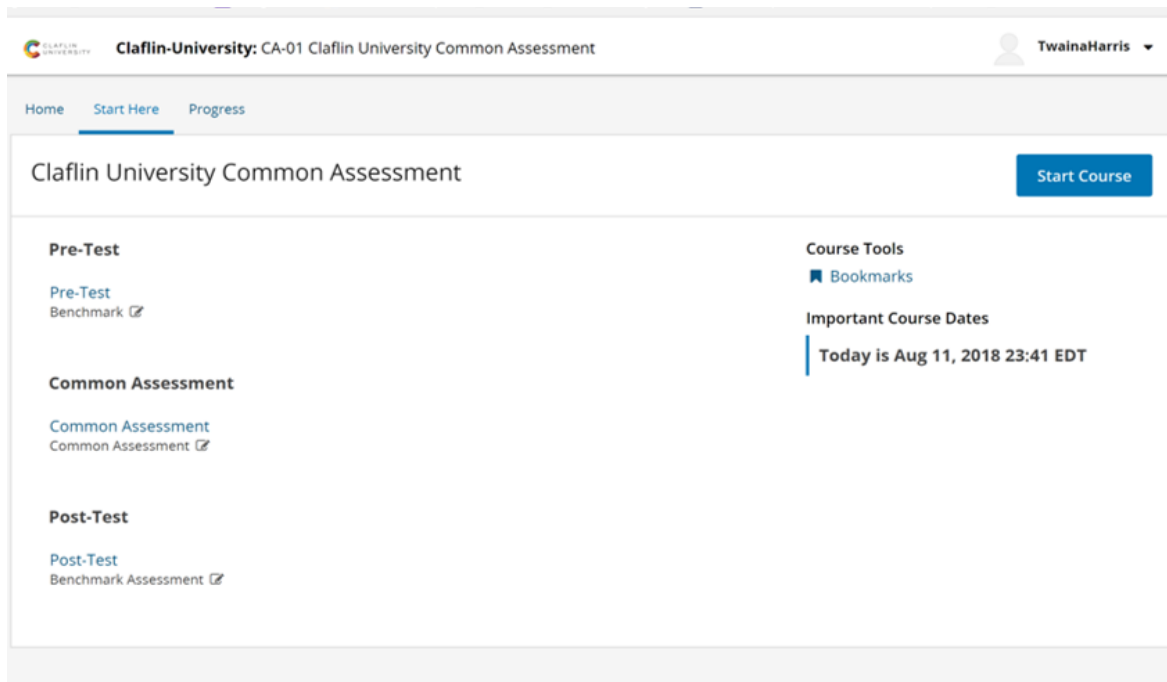 CLAFLIN
UNIVERSITY
Claflin-University: CA-01 Claflin University Common Assessment
TwainaHarris
Home Start Here Progress
Claflin University Common Assessment
Start Course
Pre-Test
Pre-Test
Benchmark
Common Assessment
Common Assessment
Common Assessment
Post-Test
Post-Test
Benchmark Assessment
Course Tools
Bookmarks
Important Course Dates
Today is Aug 11, 2018 23:41 EDT